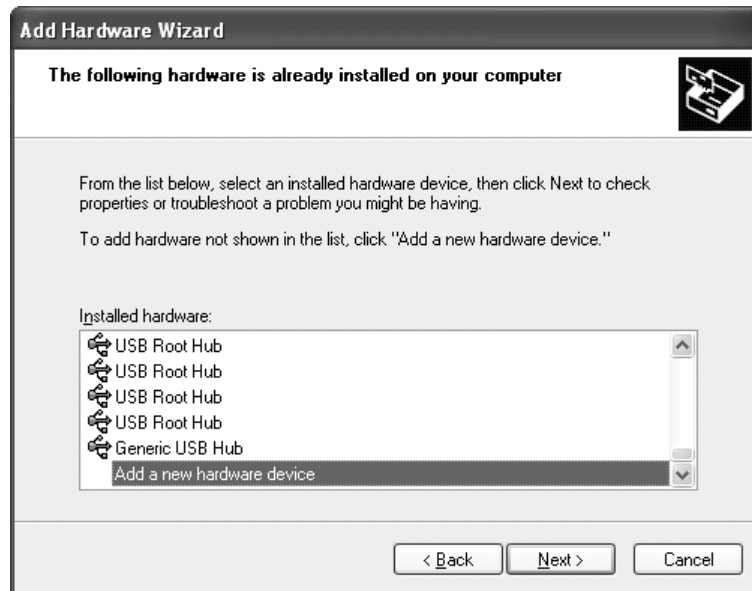 Add Hardware Wizard
The following hardware is already installed on your computer
From the list below, select an installed hardware device, then click Next to check
properties or troubleshoot a problem you might be having.
To add hardware not shown in the list, click "Add a new hardware device."
Installed hardware:
USB Root Hub
USB Root Hub
USB Root Hub
USB Root Hub
Generic USB Hub
Add a new hardware device
< Back Next > Cancel